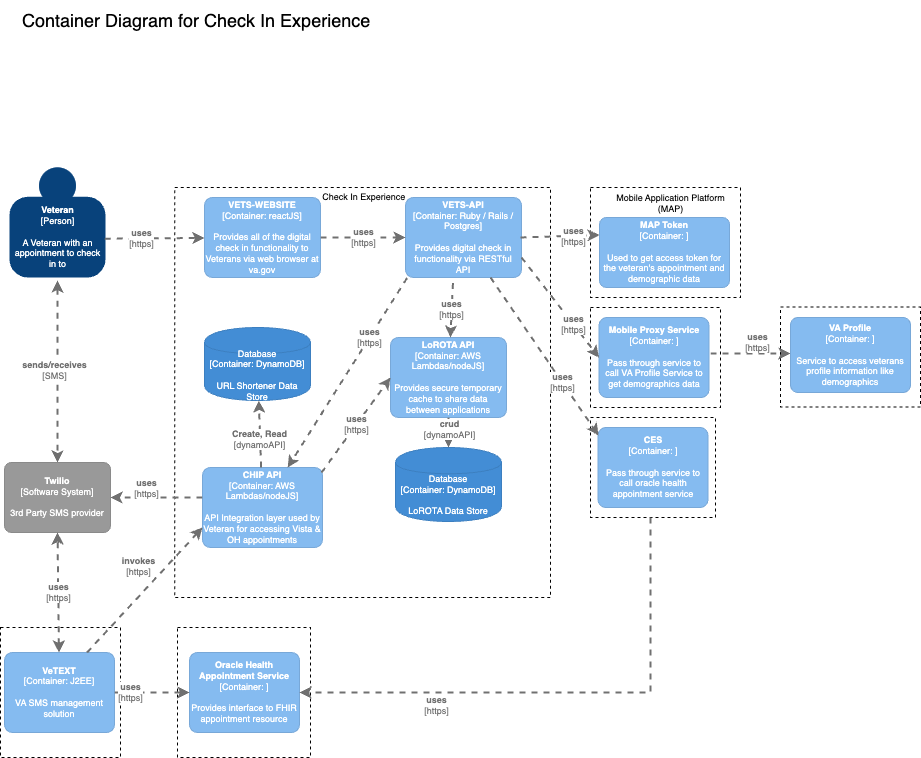 Container Diagram for Check In Experience
Veteran
[Person]
A Veteran with an
appointment to check
in to
uses
[https]
Check In Experience
VETS-WEBSITE
[Container: reactJS]
Provides all of the digital
check in functionality to
Veterans via web browser at
va.gov
uses
[https]
VETS-API
[Container: Ruby / Rails /
Postgres]
Provides digital check in
functionality via RESTful
API
uses
[https]
Mobile Application Platform
(MAP)
MAP Token
[Container: ]
Used to get access token for
the veteran's appointment and
demographic data
uses
[https]
Mobile Proxy Service
[Container: ]
Pass through service to
call VA Profile Service to
get demographics data
uses
[https]
VA Profile
[Container: ]
Service to access veterans
profile information like
demographics
uses
[https]
CES
[Container: ]
Pass through service to
call oracle health
appointment service
uses
[https]
LoROTA API
[Container: AWS
Lambdas/nodeJS]
Provides secure temporary
cache to share data
between applications
crud
[dynamoAPI]
Database
[Container: DynamoDB]
LoROTA Data Store
uses
[https]
uses
[https]
Database
[Container: DynamoDB]
URL Shortener Data
Store
Create, Read
[dynamoAPI]
CHIP API
[Container: AWS
Lambdas/nodeJS]
API Integration layer used by
Veteran for accessing Vista &
OH appointments
sends/receives
[SMS]
Twilio
[Software System]
3rd Party SMS provider
uses
[https]
invokes
[https]
uses
[https]
VeTEXT
[Container: J2EE]
VA SMS management
solution
uses
[https]
Oracle Health
Appointment Service
[Container: ]
Provides interface to FHIR
appointment resource
uses
[https]